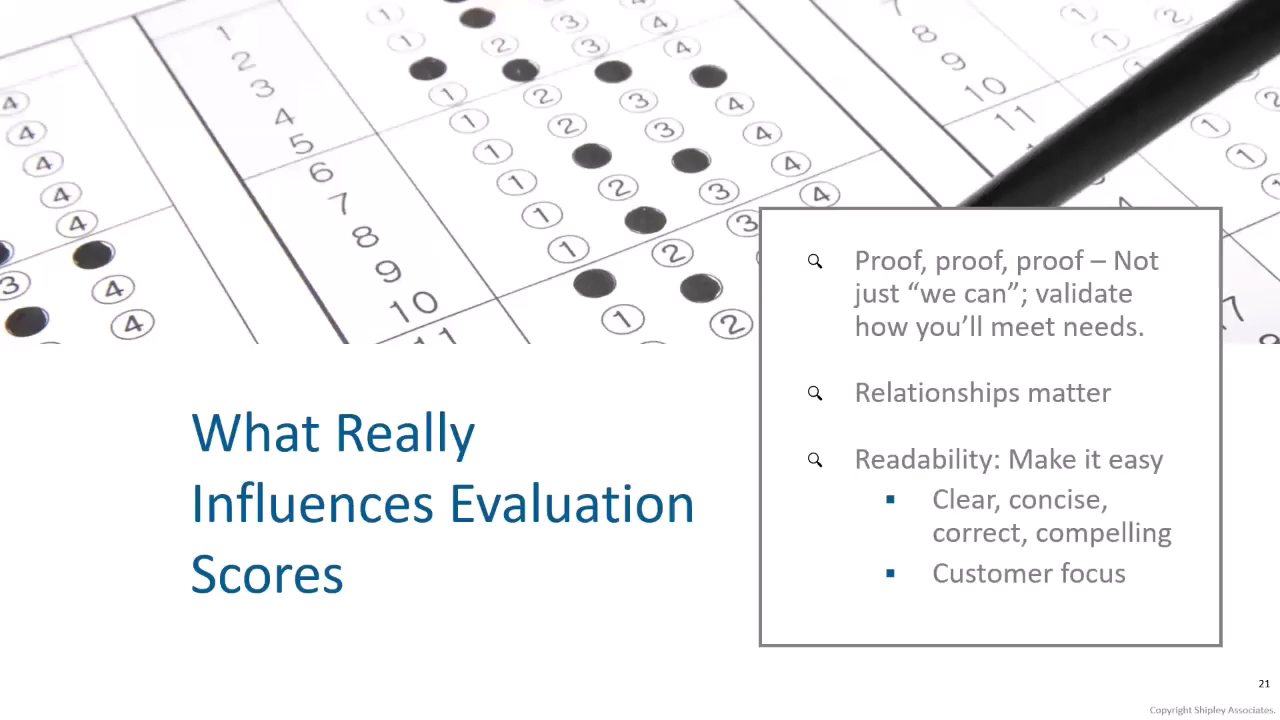 What Really
Influences Evaluation
Scores
Proof, proof, proof – Not
just “we can”; validate
how you’ll meet needs.
Relationships matter
Readability: Make it easy
Clear, concise,
correct, compelling
Customer focus
21
Copyright Shipley Associates.